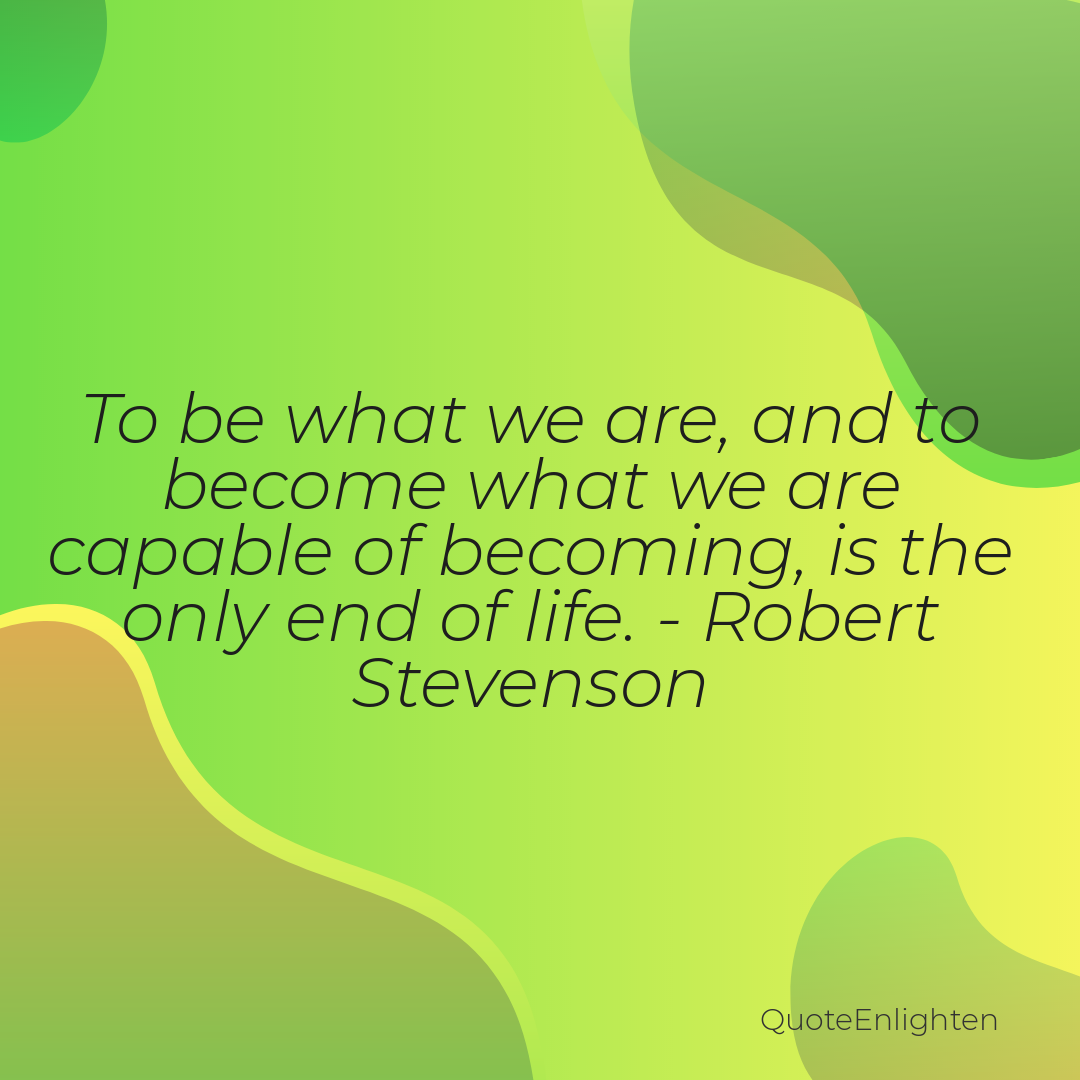 To be what we are, and to
become what we are
capable of becoming, is the
only end of life. - Robert
Stevenson
QuoteEnlighten